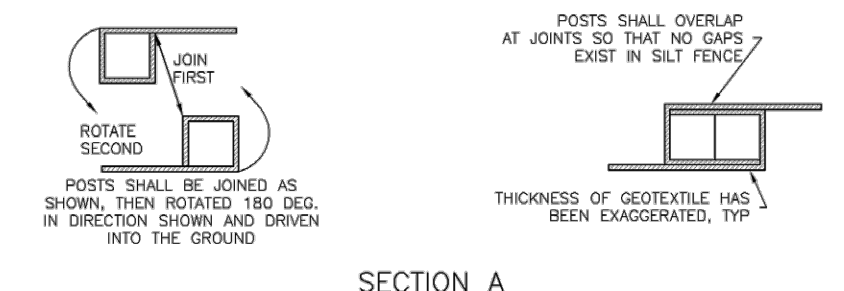 JOIN
FIRST
ROTATE
SECOND
POSTS SHALL BE JOINED AS
SHOWN, THEN ROTATED 180 DEG.
IN DIRECTION SHOWN AND DRIVEN
INTO THE GROUND
POSTS SHALL OVERLAP
AT JOINTS SO THAT NO GAPS
EXIST IN SILT FENCE
THICKNESS OF GEOTEXTILE HAS
BEEN EXAGGERATED, TYP
SECTION A